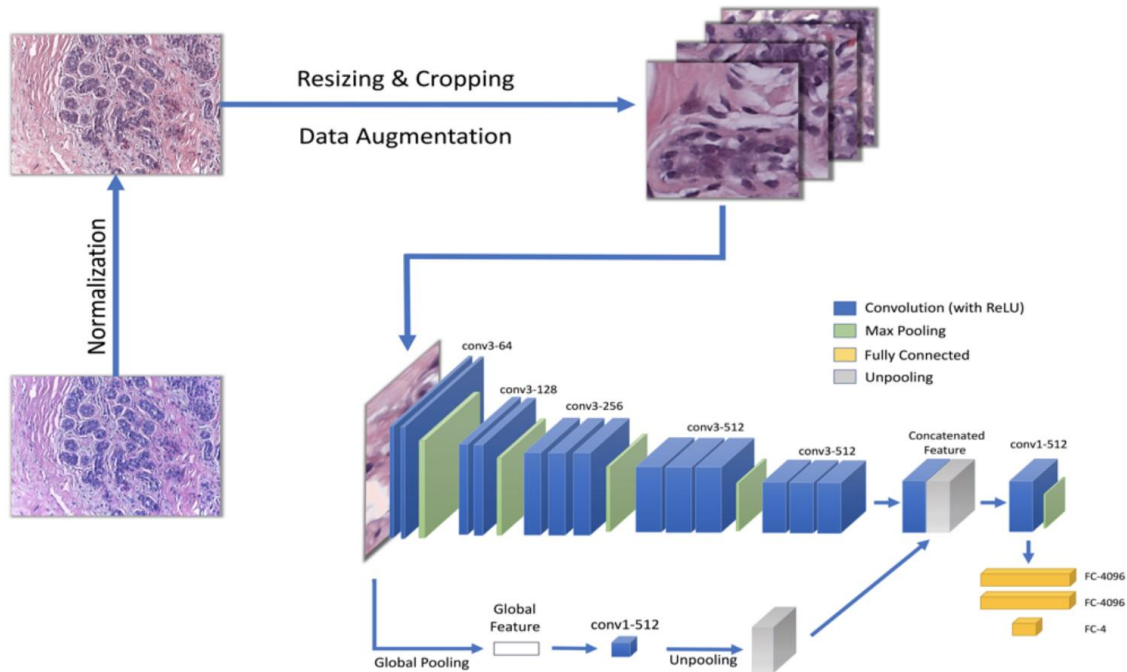 Resizing & Cropping
Data Augmentation
Normalization
Convolution (with ReLU)
Max Pooling
Fully Connected
Unpooling
conv3-64
conv3-128
conv3-256
conv3-512
conv3-512
Concatenated
Feature
conv1-512
FC-4096
FC-4096
FC-4
Global
Feature
conv1-512
Global Pooling
Unpooling